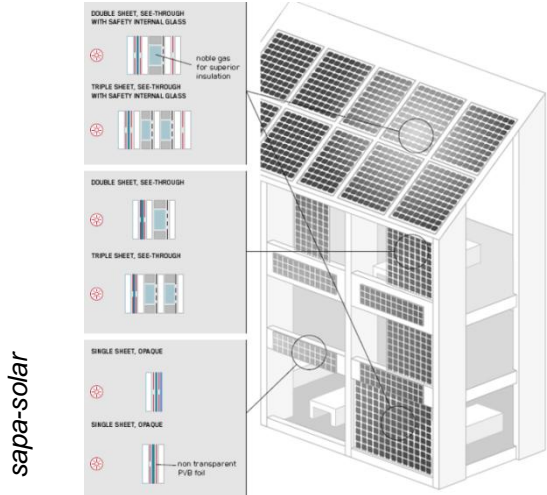 DOUBLE SHEET, SEE-THROUGH
WITH SAFETY INTERNAL GLASS
noble gas
for superior
insulation
TRIPLE SHEET, SEE-THROUGH
WITH SAFETY INTERNAL GLASS
DOUBLE SHEET, SEE-THROUGH
TRIPLE SHEET, SEE-THROUGH
SINGLE SHEET, OPAQUE
SINGLE SHEET, OPAQUE
non transparent
PVB foil
sapa-solar